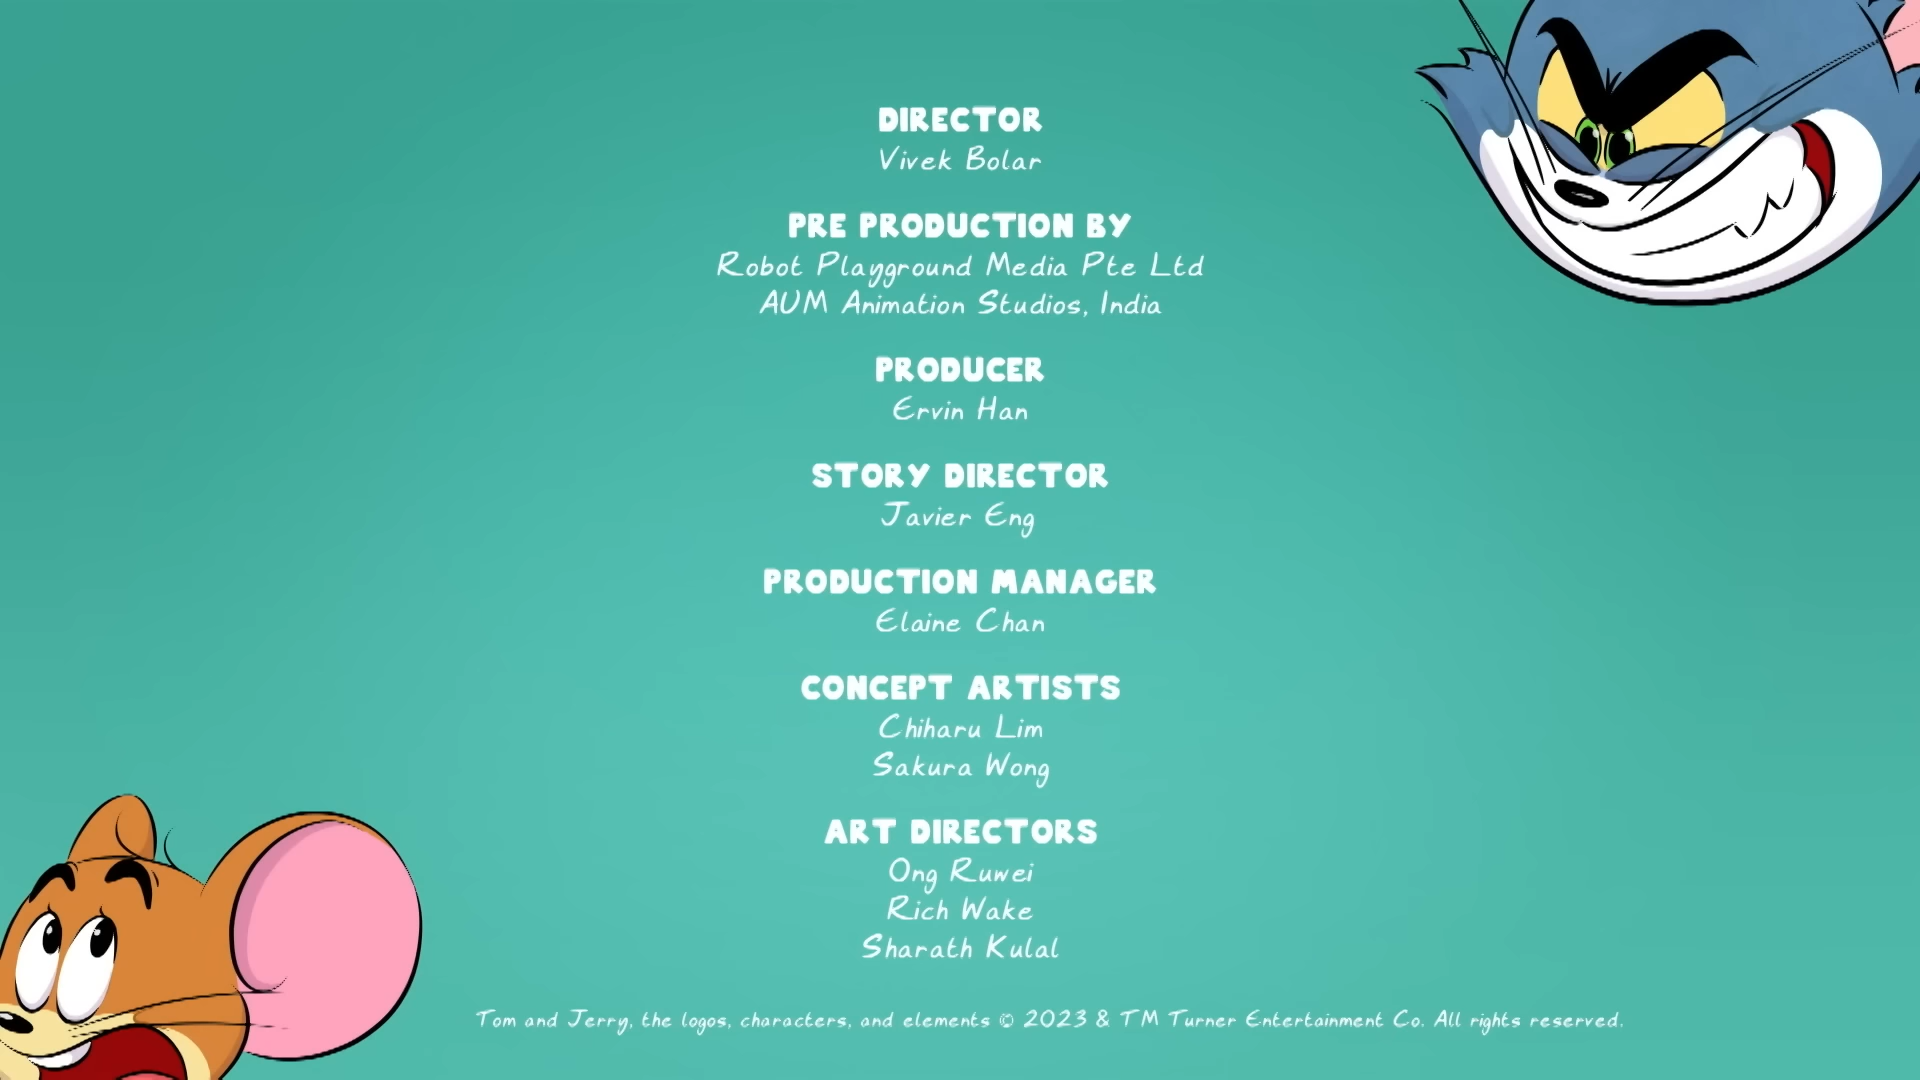 DIRECTOR
Vivek Bolar
PRE PRODUCTION BY
Robot Playground Media Pte Ltd
AUM Animation Studios, India
PRODUCER
Ervin Han
STORY DIRECTOR
Javier Eng
PRODUCTION MANAGER
Elaine Chan
CONCEPT ARTISTS
Chiharu Lim
Sakura Wong
ART DIRECTORS
Ong Ruwei
Rich Wake
Sharath Kulal
Tom and Jerry, the logos, characters, and elements © 2023 & TM Turner Entertainment Co. All rights reserved.